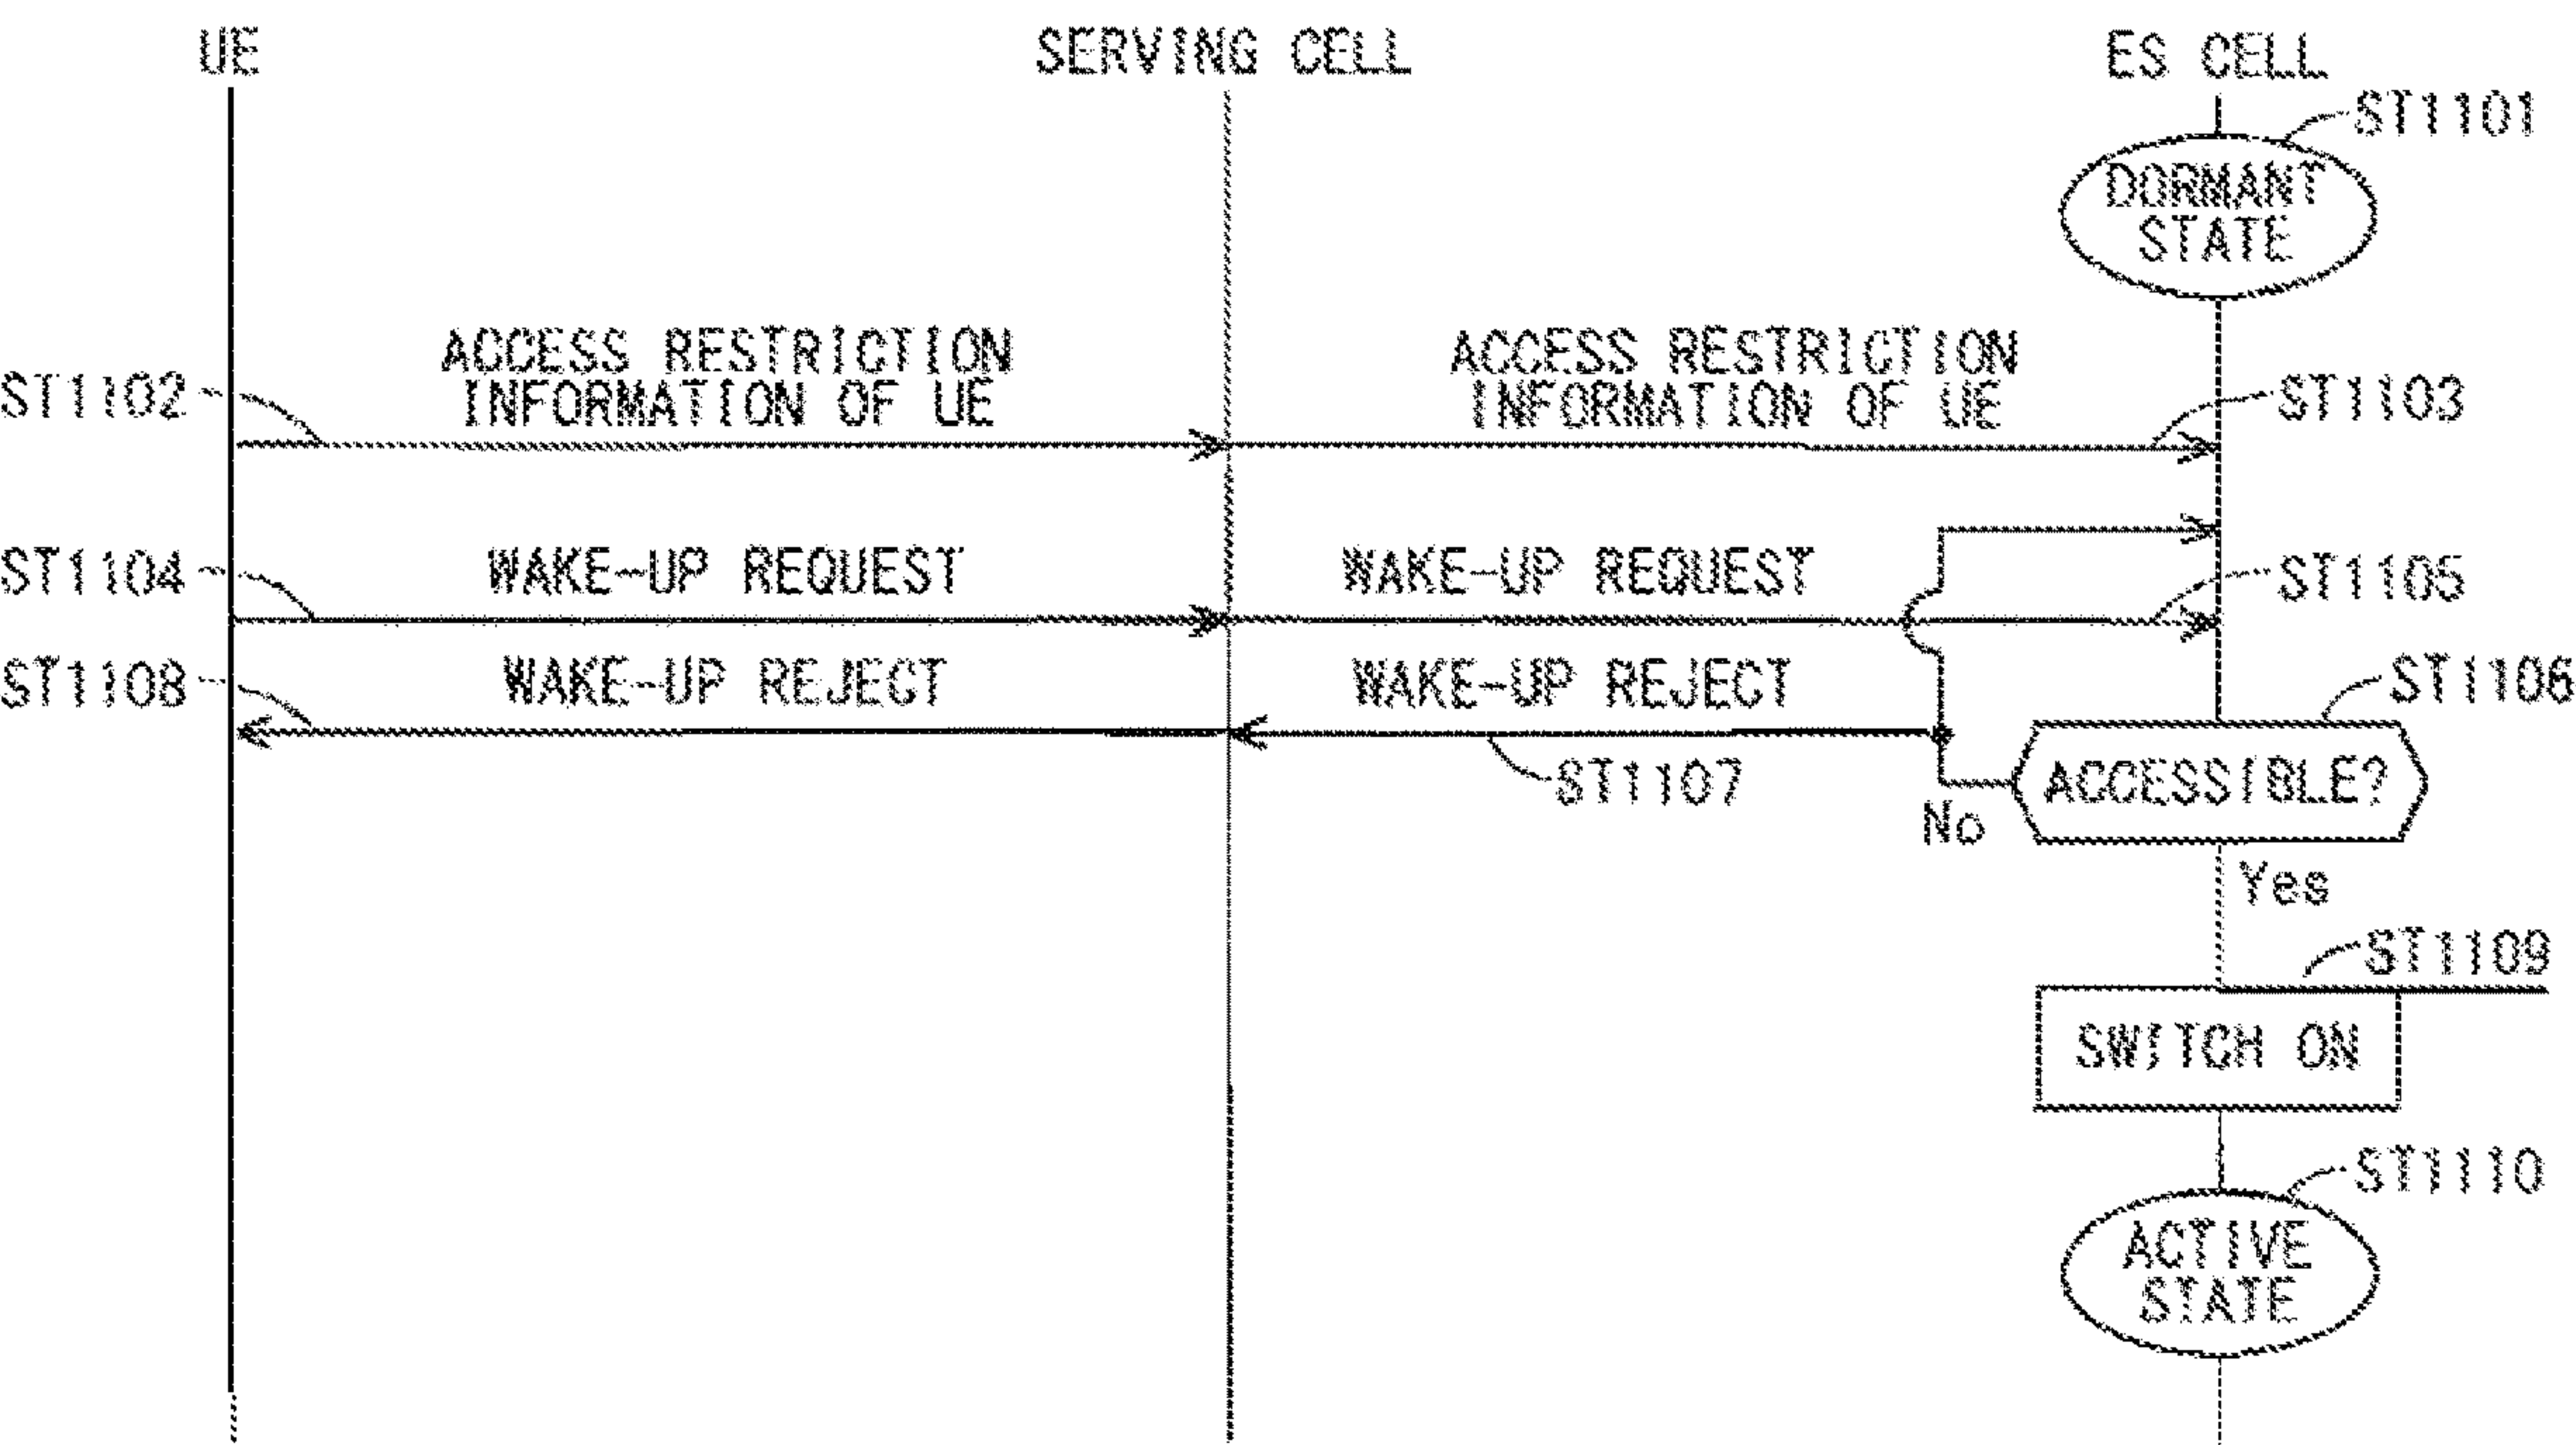 UE
SERVING CELL
ES CELL
ST1101
DORMANT
STATE
ACCESS RESTRICTION
INFORMATION OF UE
ACCESS RESTRICTION
INFORMATION OF UE
ST1102
ST1103
ST1104
WAKE-UP REQUEST
WAKE-UP REQUEST
ST1105
ST1108
WAKE-UP REJECT
WAKE-UP REJECT
ST1106
ST1107
ACCESSIBLE?
No
Yes
ST1109
SWITCH ON
ST1110
ACTIVE
STATE